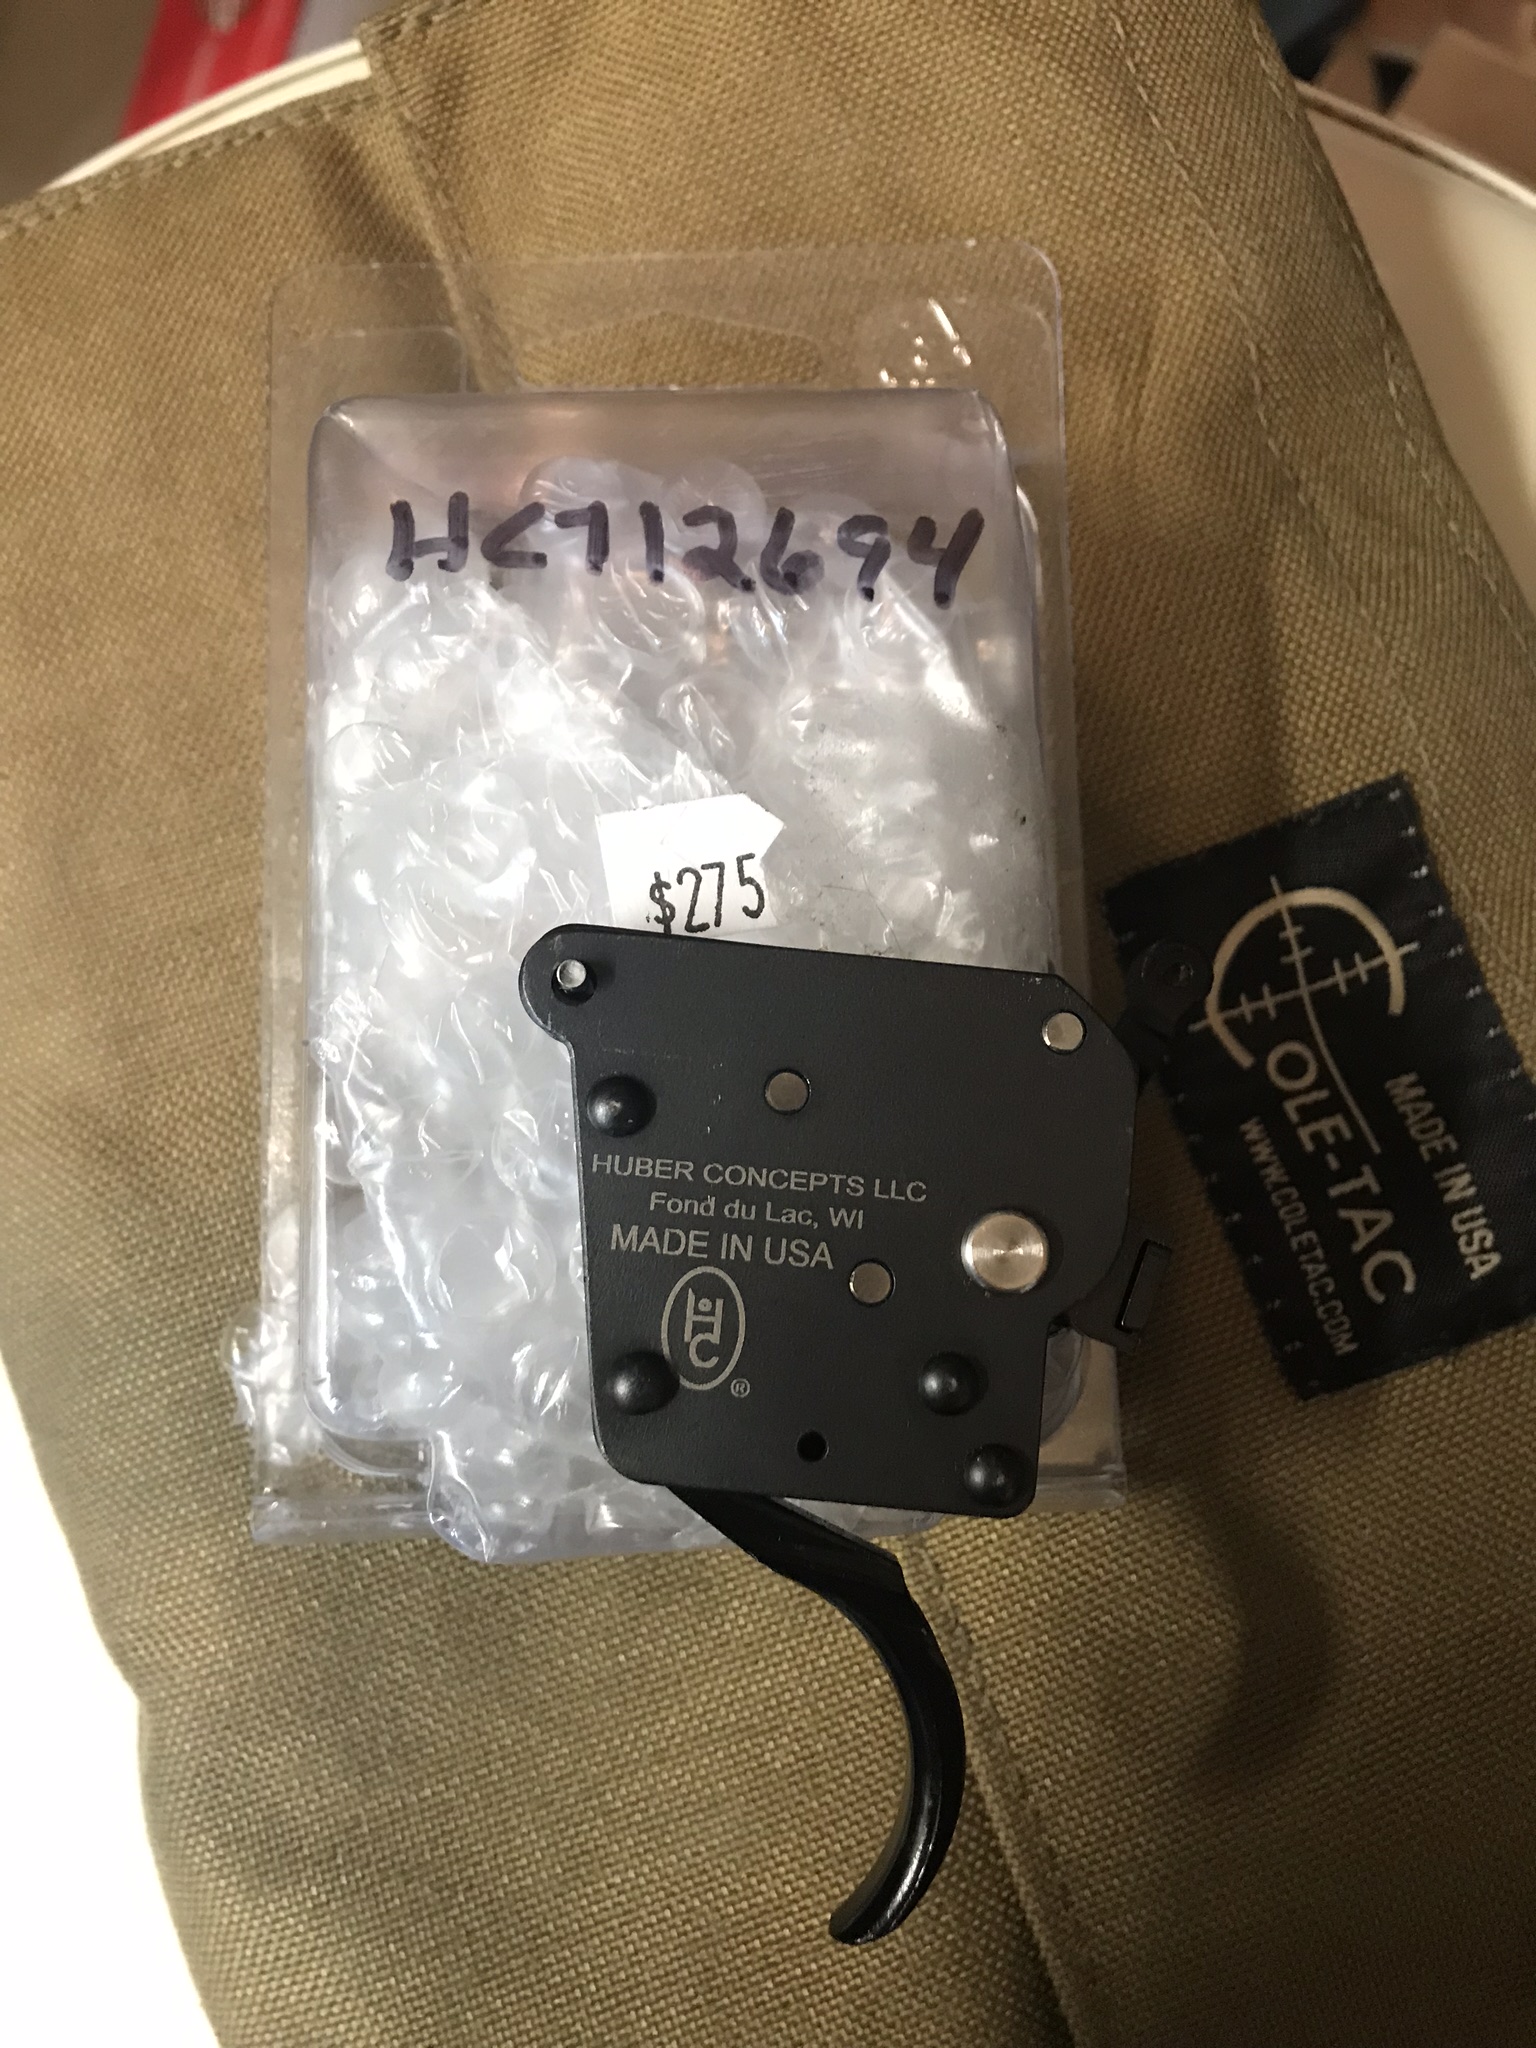 HC712694
$275
HUBER CONCEPTS LLC
Fond du Lac, WI
MADE IN USA
HC
®
COLE-TAC
MADE IN USA
WWW.COLETAC.COM